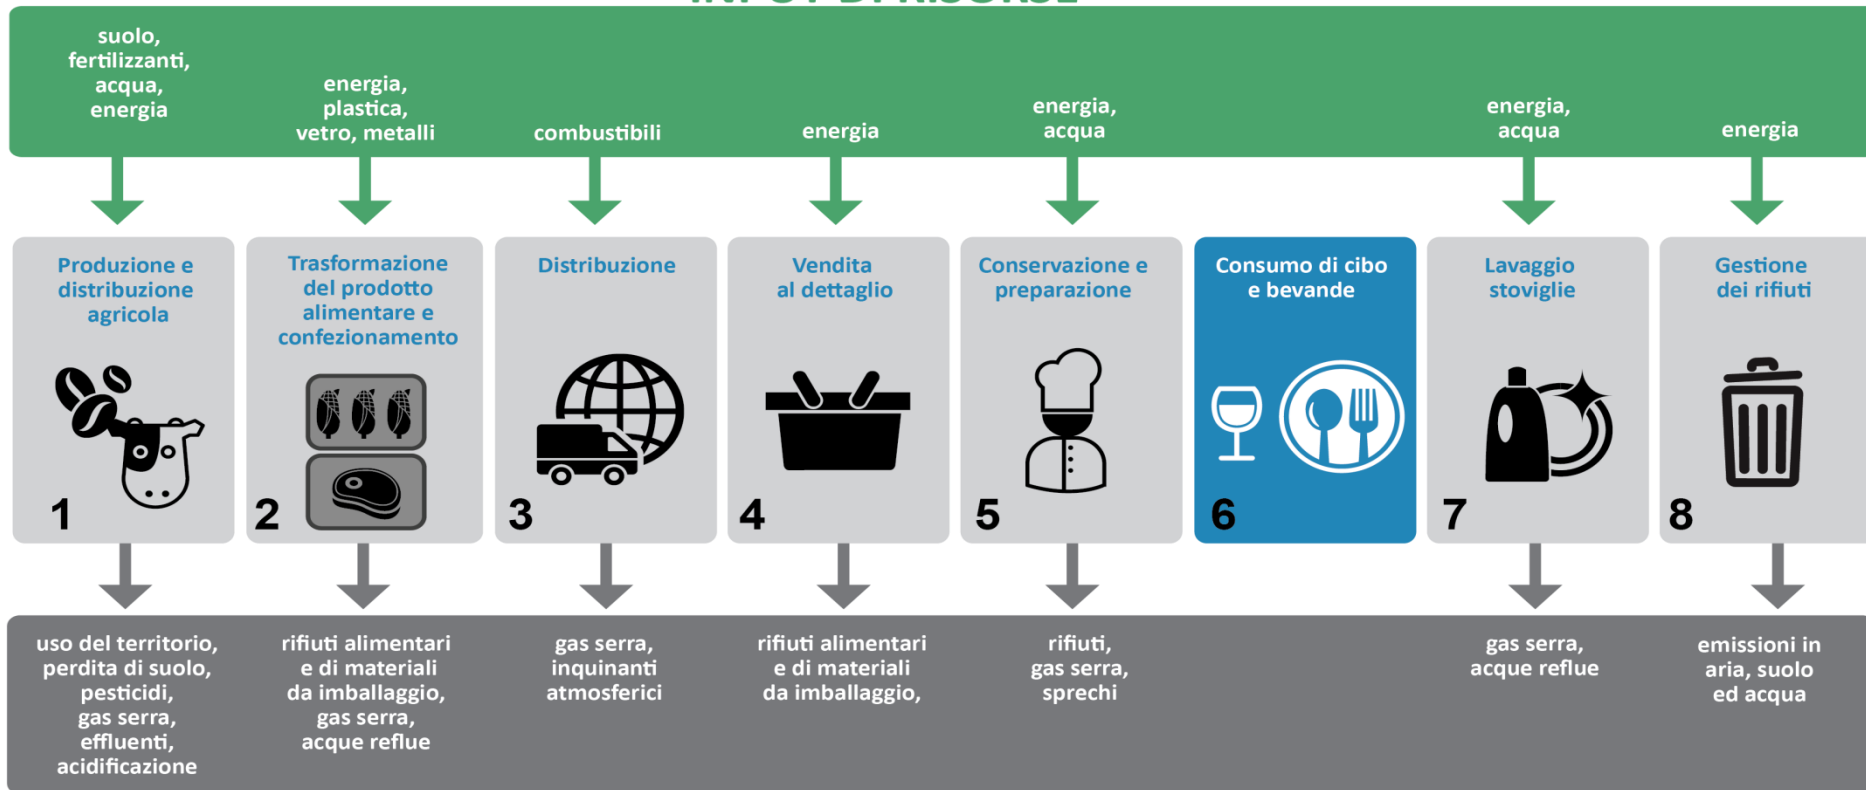 INPUT DI RISORSE
suolo,
fertilizzanti,
acqua,
energia
energia,
plastica,
vetro, metalli
combustibili
energia
energia,
acqua
energia,
acqua
energia
Produzione e
distribuzione
agricola
1
Trasformazione
del prodotto
alimentare e
confezionamento
2
Distribuzione
3
Vendita
al dettaglio
4
Conservazione e
preparazione
5
Consumo di cibo
e bevande
6
Lavaggio
stoviglie
7
Gestione
dei rifiuti
8
uso del territorio,
perdita di suolo,
pesticidi,
gas serra,
effluenti,
acidificazione
rifiuti alimentari
e di materiali
da imballaggio,
gas serra,
acque reflue
gas serra,
inquinanti
atmosferici
rifiuti alimentari
e di materiali
da imballaggio,
rifiuti,
gas serra,
sprechi
gas serra,
acque reflue
emissioni in
aria, suolo
ed acqua